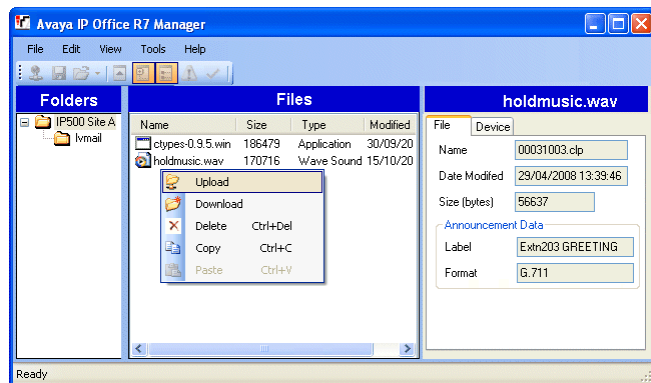 Avaya IP Office R7 Manager
File Edit View Tools Help
Folders
IP500 Site A
lvmail
Files
Name Size Type Modified
ctypes-0.9.5.win 186479 Application 30/09/20
holdmusic.wav 170716 Wave Sound 15/10/20
Upload
Download
Delete Ctrl+Del
Copy Ctrl+C
Paste Ctrl+V
holdmusic.wav
File Device
Name 00031003.clp
Date Modifed 29/04/2008 13:39:46
Size (bytes) 56637
Announcement Data
Label Extn203 GREETING
Format G.711
Ready